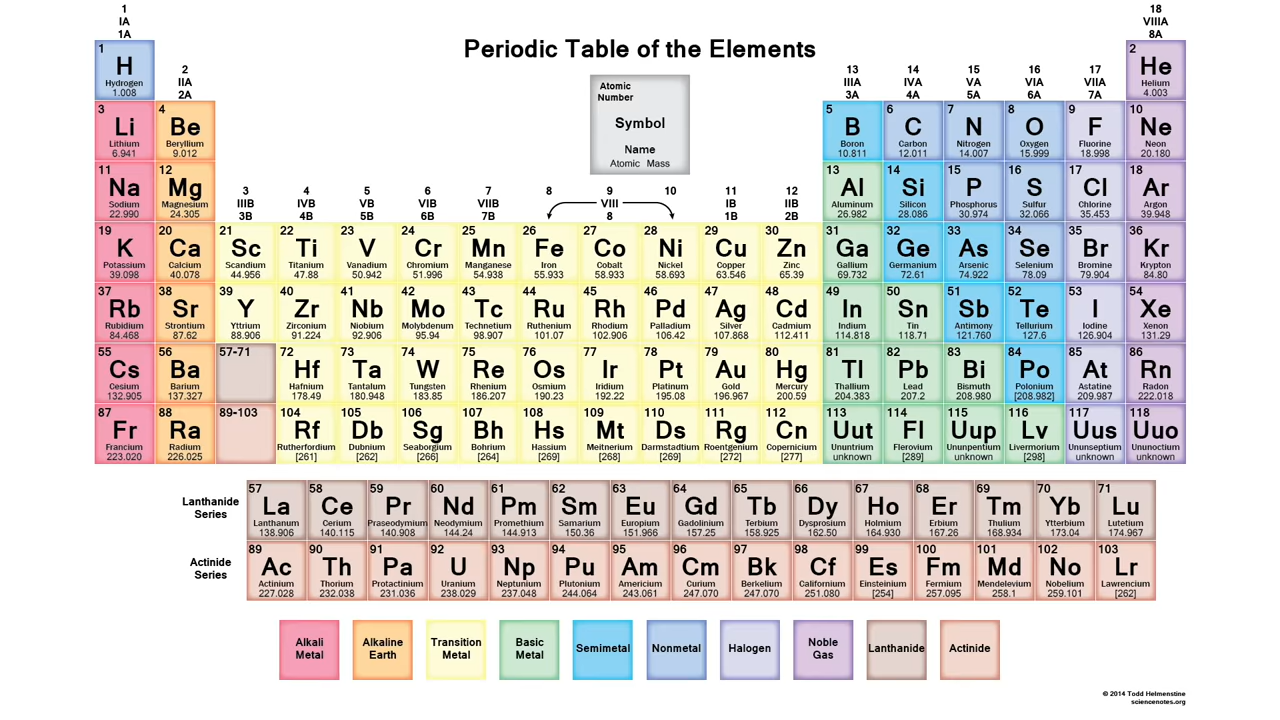 1
IA
1A
18
VIIIA
8A
Periodic Table of the Elements
Atomic
Number
Symbol
Name
Atomic Mass
2
IIA
2A
13
IIIA
3A
14
IVA
4A
15
VA
5A
16
VIA
6A
17
VIIA
7A
3
IIIB
3B
4
IVB
4B
5
VB
5B
6
VIB
6B
7
VIIB
7B
8
9
10
VIII
8
11
IB
1B
12
IIB
2B
1
H
Hydrogen
1.008
2
He
Helium
4.003
3
Li
Lithium
6.941
4
Be
Beryllium
9.012
5
B
Boron
10.811
6
C
Carbon
12.011
7
N
Nitrogen
14.007
8
O
Oxygen
15.999
9
F
Fluorine
18.998
10
Ne
Neon
20.180
11
Na
Sodium
22.990
12
Mg
Magnesium
24.305
13
Al
Aluminum
26.982
14
Si
Silicon
28.086
15
P
Phosphorus
30.974
16
S
Sulfur
32.066
17
Cl
Chlorine
35.453
18
Ar
Argon
39.948
19
K
Potassium
39.098
20
Ca
Calcium
40.078
21
Sc
Scandium
44.956
22
Ti
Titanium
47.88
23
V
Vanadium
50.942
24
Cr
Chromium
51.996
25
Mn
Manganese
54.938
26
Fe
Iron
55.933
27
Co
Cobalt
58.933
28
Ni
Nickel
58.693
29
Cu
Copper
63.546
30
Zn
Zinc
65.39
31
Ga
Gallium
69.732
32
Ge
Germanium
72.61
33
As
Arsenic
74.922
34
Se
Selenium
78.09
35
Br
Bromine
79.904
36
Kr
Krypton
84.80
37
Rb
Rubidium
84.468
38
Sr
Strontium
87.62
39
Y
Yttrium
88.906
40
Zr
Zirconium
91.224
41
Nb
Niobium
92.906
42
Mo
Molybdenum
95.94
43
Tc
Technetium
98.907
44
Ru
Ruthenium
101.07
45
Rh
Rhodium
102.906
46
Pd
Palladium
106.42
47
Ag
Silver
107.868
48
Cd
Cadmium
112.411
49
In
Indium
114.818
50
Sn
Tin
118.71
51
Sb
Antimony
121.760
52
Te
Tellurium
127.6
53
I
Iodine
126.904
54
Xe
Xenon
131.29
55
Cs
Cesium
132.905
56
Ba
Barium
137.327
57-71
72
Hf
Hafnium
178.49
73
Ta
Tantalum
180.948
74
W
Tungsten
183.85
75
Re
Rhenium
186.207
76
Os
Osmium
190.23
77
Ir
Iridium
192.22
78
Pt
Platinum
195.08
79
Au
Gold
196.967
80
Hg
Mercury
200.59
81
Tl
Thallium
204.383
82
Pb
Lead
207.2
83
Bi
Bismuth
208.980
84
Po
Polonium
[208.982]
85
At
Astatine
209.987
86
Rn
Radon
222.018
87
Fr
Francium
223.020
88
Ra
Radium
226.025
89-103
104
Rf
Rutherfordium
[261]
105
Db
Dubnium
[262]
106
Sg
Seaborgium
[266]
107
Bh
Bohrium
[264]
108
Hs
Hassium
[269]
109
Mt
Meitnerium
[268]
110
Ds
Darmstadtium
[269]
111
Rg
Roentgenium
[272]
112
Cn
Copernicium
[277]
113
Uut
Ununtrium
unknown
114
Fl
Flerovium
[289]
115
Uup
Ununpentium
unknown
116
Lv
Livermorium
[298]
117
Uus
Ununseptium
unknown
118
Uuo
Ununoctium
unknown
Lanthanide
Series
57
La
Lanthanum
138.906
58
Ce
Cerium
140.115
59
Pr
Praseodymium
140.908
60
Nd
Neodymium
144.24
61
Pm
Promethium
144.913
62
Sm
Samarium
150.36
63
Eu
Europium
151.966
64
Gd
Gadolinium
157.25
65
Tb
Terbium
158.925
66
Dy
Dysprosium
162.50
67
Ho
Holmium
164.930
68
Er
Erbium
167.26
69
Tm
Thulium
168.934
70
Yb
Ytterbium
173.04
71
Lu
Lutetium
174.967
Actinide
Series
89
Ac
Actinium
227.028
90
Th
Thorium
232.038
91
Pa
Protactinium
231.036
92
U
Uranium
238.029
93
Np
Neptunium
237.048
94
Pu
Plutonium
244.064
95
Am
Americium
243.061
96
Cm
Curium
247.070
97
Bk
Berkelium
247.070
98
Cf
Californium
251.080
99
Es
Einsteinium
[254]
100
Fm
Fermium
257.095
101
Md
Mendelevium
258.1
102
No
Nobelium
259.101
103
Lr
Lawrencium
[262]
Alkali
Metal
Alkaline
Earth
Transition
Metal
Basic
Metal
Semimetal
Nonmetal
Halogen
Noble
Gas
Lanthanide
Actinide
© 2014 Todd Helmenstine
sciencenotes.org